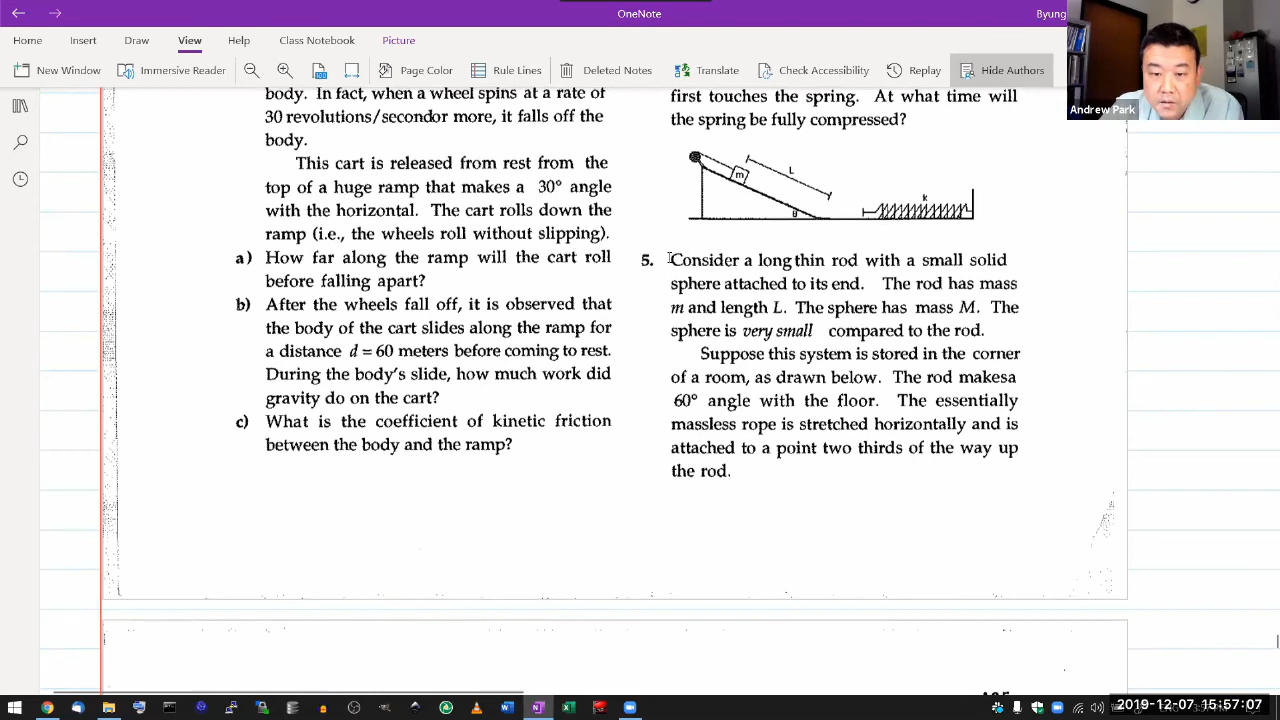 OneNote
Byung
Home Insert Draw View Help Class Notebook Picture
New Window Immersive Reader Page Color Rule Lines Deleted Notes Translate Check Accessibility Replay Hide Authors
Andrew Park
body. In fact, when a wheel spins at a rate of
30 revolutions/second or more, it falls off the
body.
This cart is released from rest from the
top of a huge ramp that makes a 30° angle
with the horizontal. The cart rolls down the
ramp (i.e., the wheels roll without slipping).
a) How far along the ramp will the cart roll
before falling apart?
b) After the wheels fall off, it is observed that
the body of the cart slides along the ramp for
a distance d = 60 meters before coming to rest.
During the body's slide, how much work did
gravity do on the cart?
c) What is the coefficient of kinetic friction
between the body and the ramp?
first touches the spring. At what time will
the spring be fully compressed?
m
L
θ
k
5. Consider a long thin rod with a small solid
sphere attached to its end. The rod has mass
m and length L. The sphere has mass M. The
sphere is very small compared to the rod.
Suppose this system is stored in the corner
of a room, as drawn below. The rod makesa
60° angle with the floor. The essentially
massless rope is stretched horizontally and is
attached to a point two thirds of the way up
the rod.
2019-12-07 15:57:07